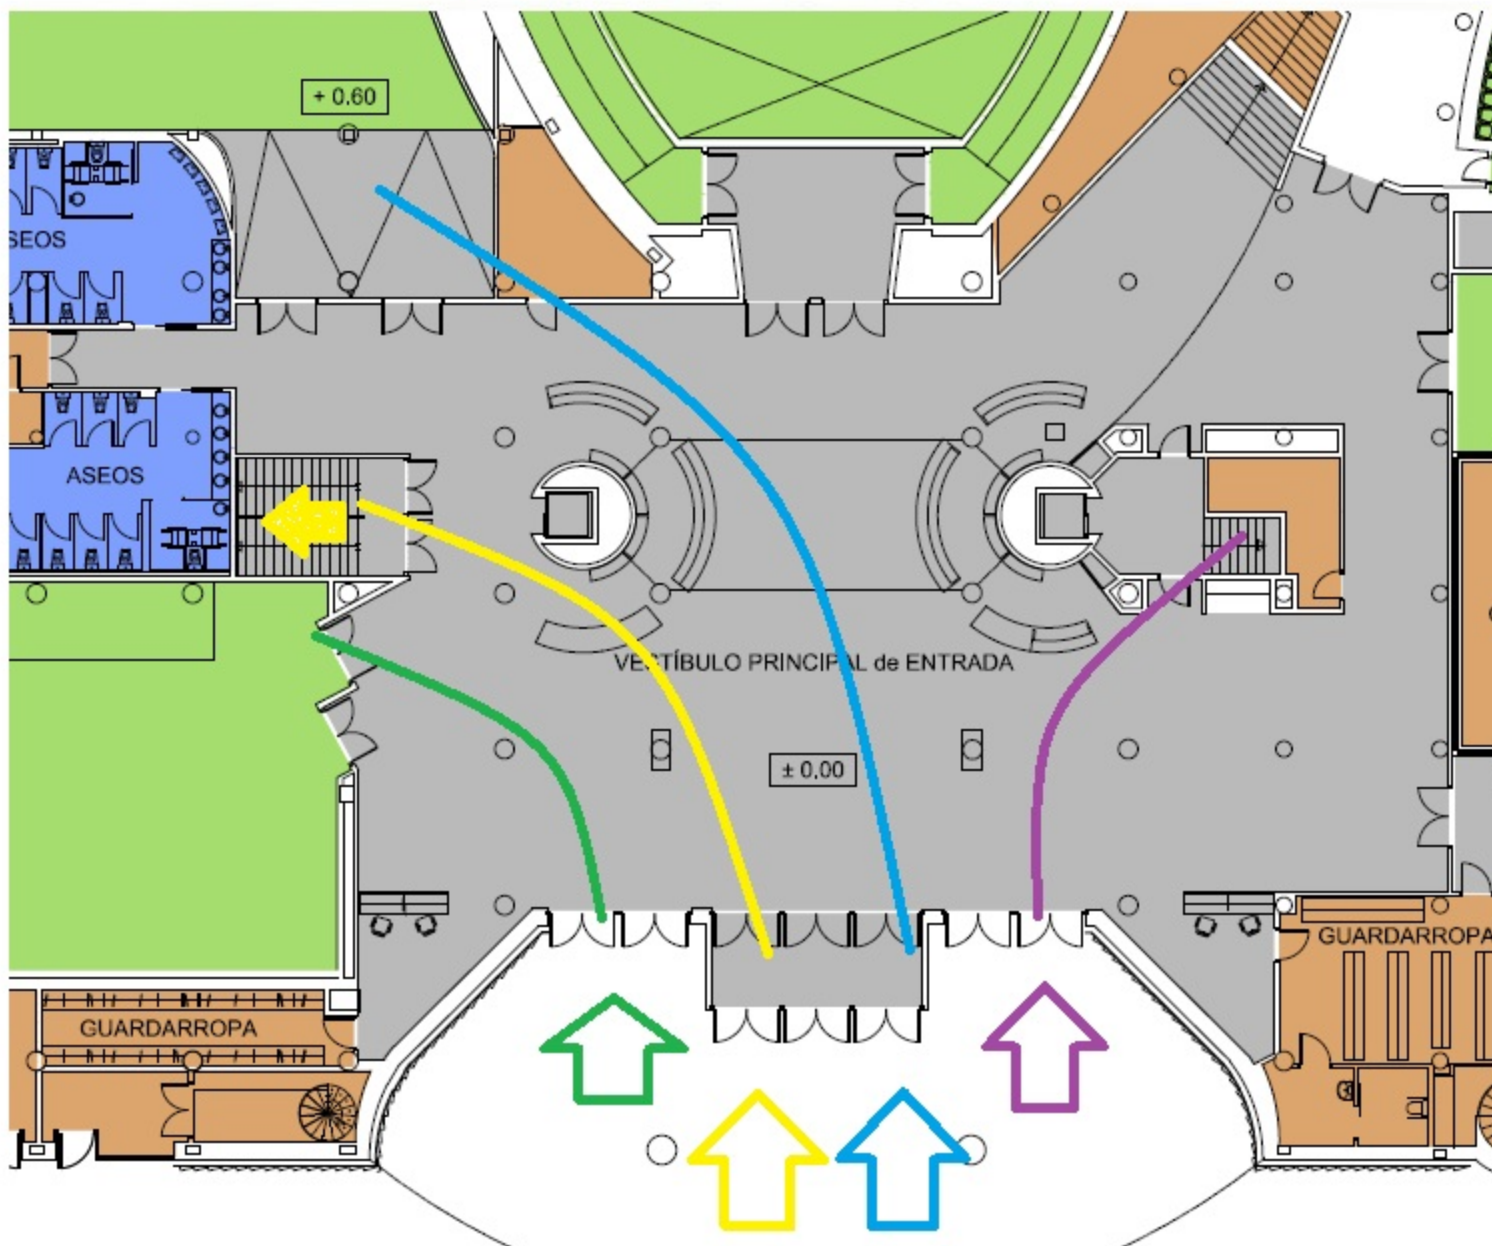 + 0.60
SEOS
ASEOS
VESTÍBULO PRINCIPAL de ENTRADA
± 0.00
GUARDARROPA
GUARDARROPA